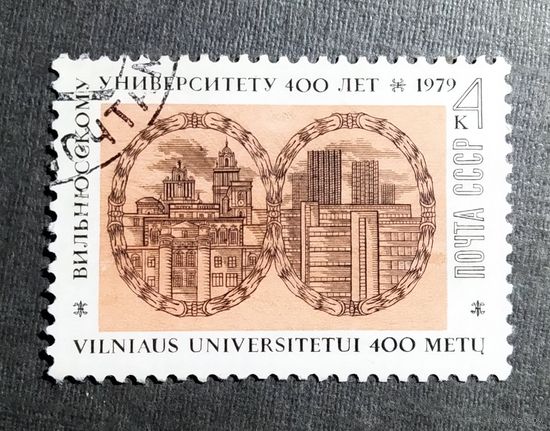 ВИЛЬНЮССКОМУ
УНИВЕРСИТЕТУ 400 ЛЕТ 1979
4 К
ПОЧТА СССР
VILNIAUS UNIVERSITETUI 400 METŲ